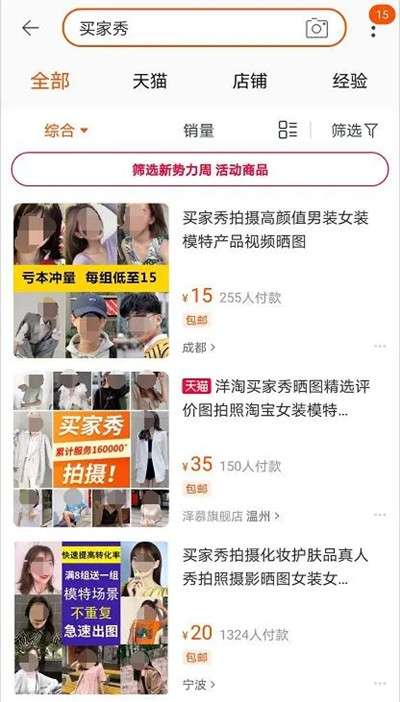 15
买家秀
全部
天猫
店铺
经验
综合
销量
筛选
筛选新势力周 活动商品
亏本冲量 每组低至15
买家秀拍摄高颜值男装女装
模特产品视频晒图
¥15 255人付款
包邮
成都
买家秀
累计服务160000+
拍摄！
天猫 洋淘买家秀晒图精选评
价图拍照淘宝女装模特...
¥35 150人付款
包邮
泽慕旗舰店 温州
快速提高转化率
满8组送一组
模特场景
不重复
急速出图
买家秀拍摄化妆护肤品真人
秀拍照摄影晒图女装女...
¥20 1324人付款
包邮
宁波